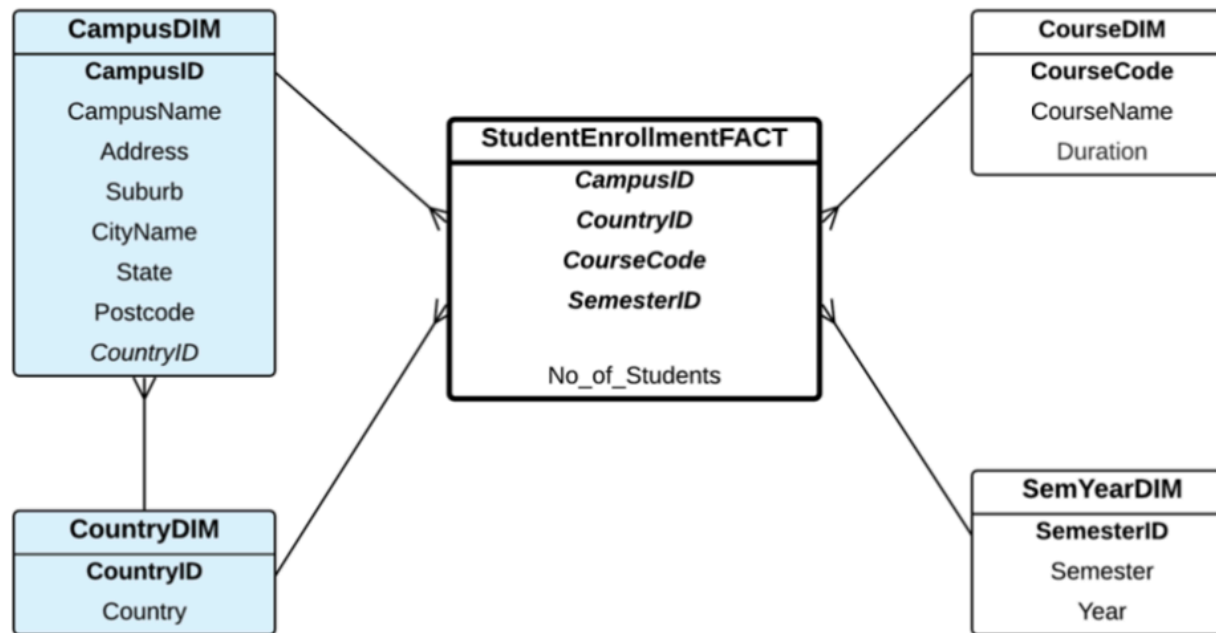 CampusDIM
CampusID
CampusName
Address
Suburb
CityName
State
Postcode
CountryID
CountryDIM
CountryID
Country
StudentEnrollmentFACT
CampusID
CountryID
CourseCode
SemesterID
No_of_Students
CourseDIM
CourseCode
CourseName
Duration
SemYearDIM
SemesterID
Semester
Year